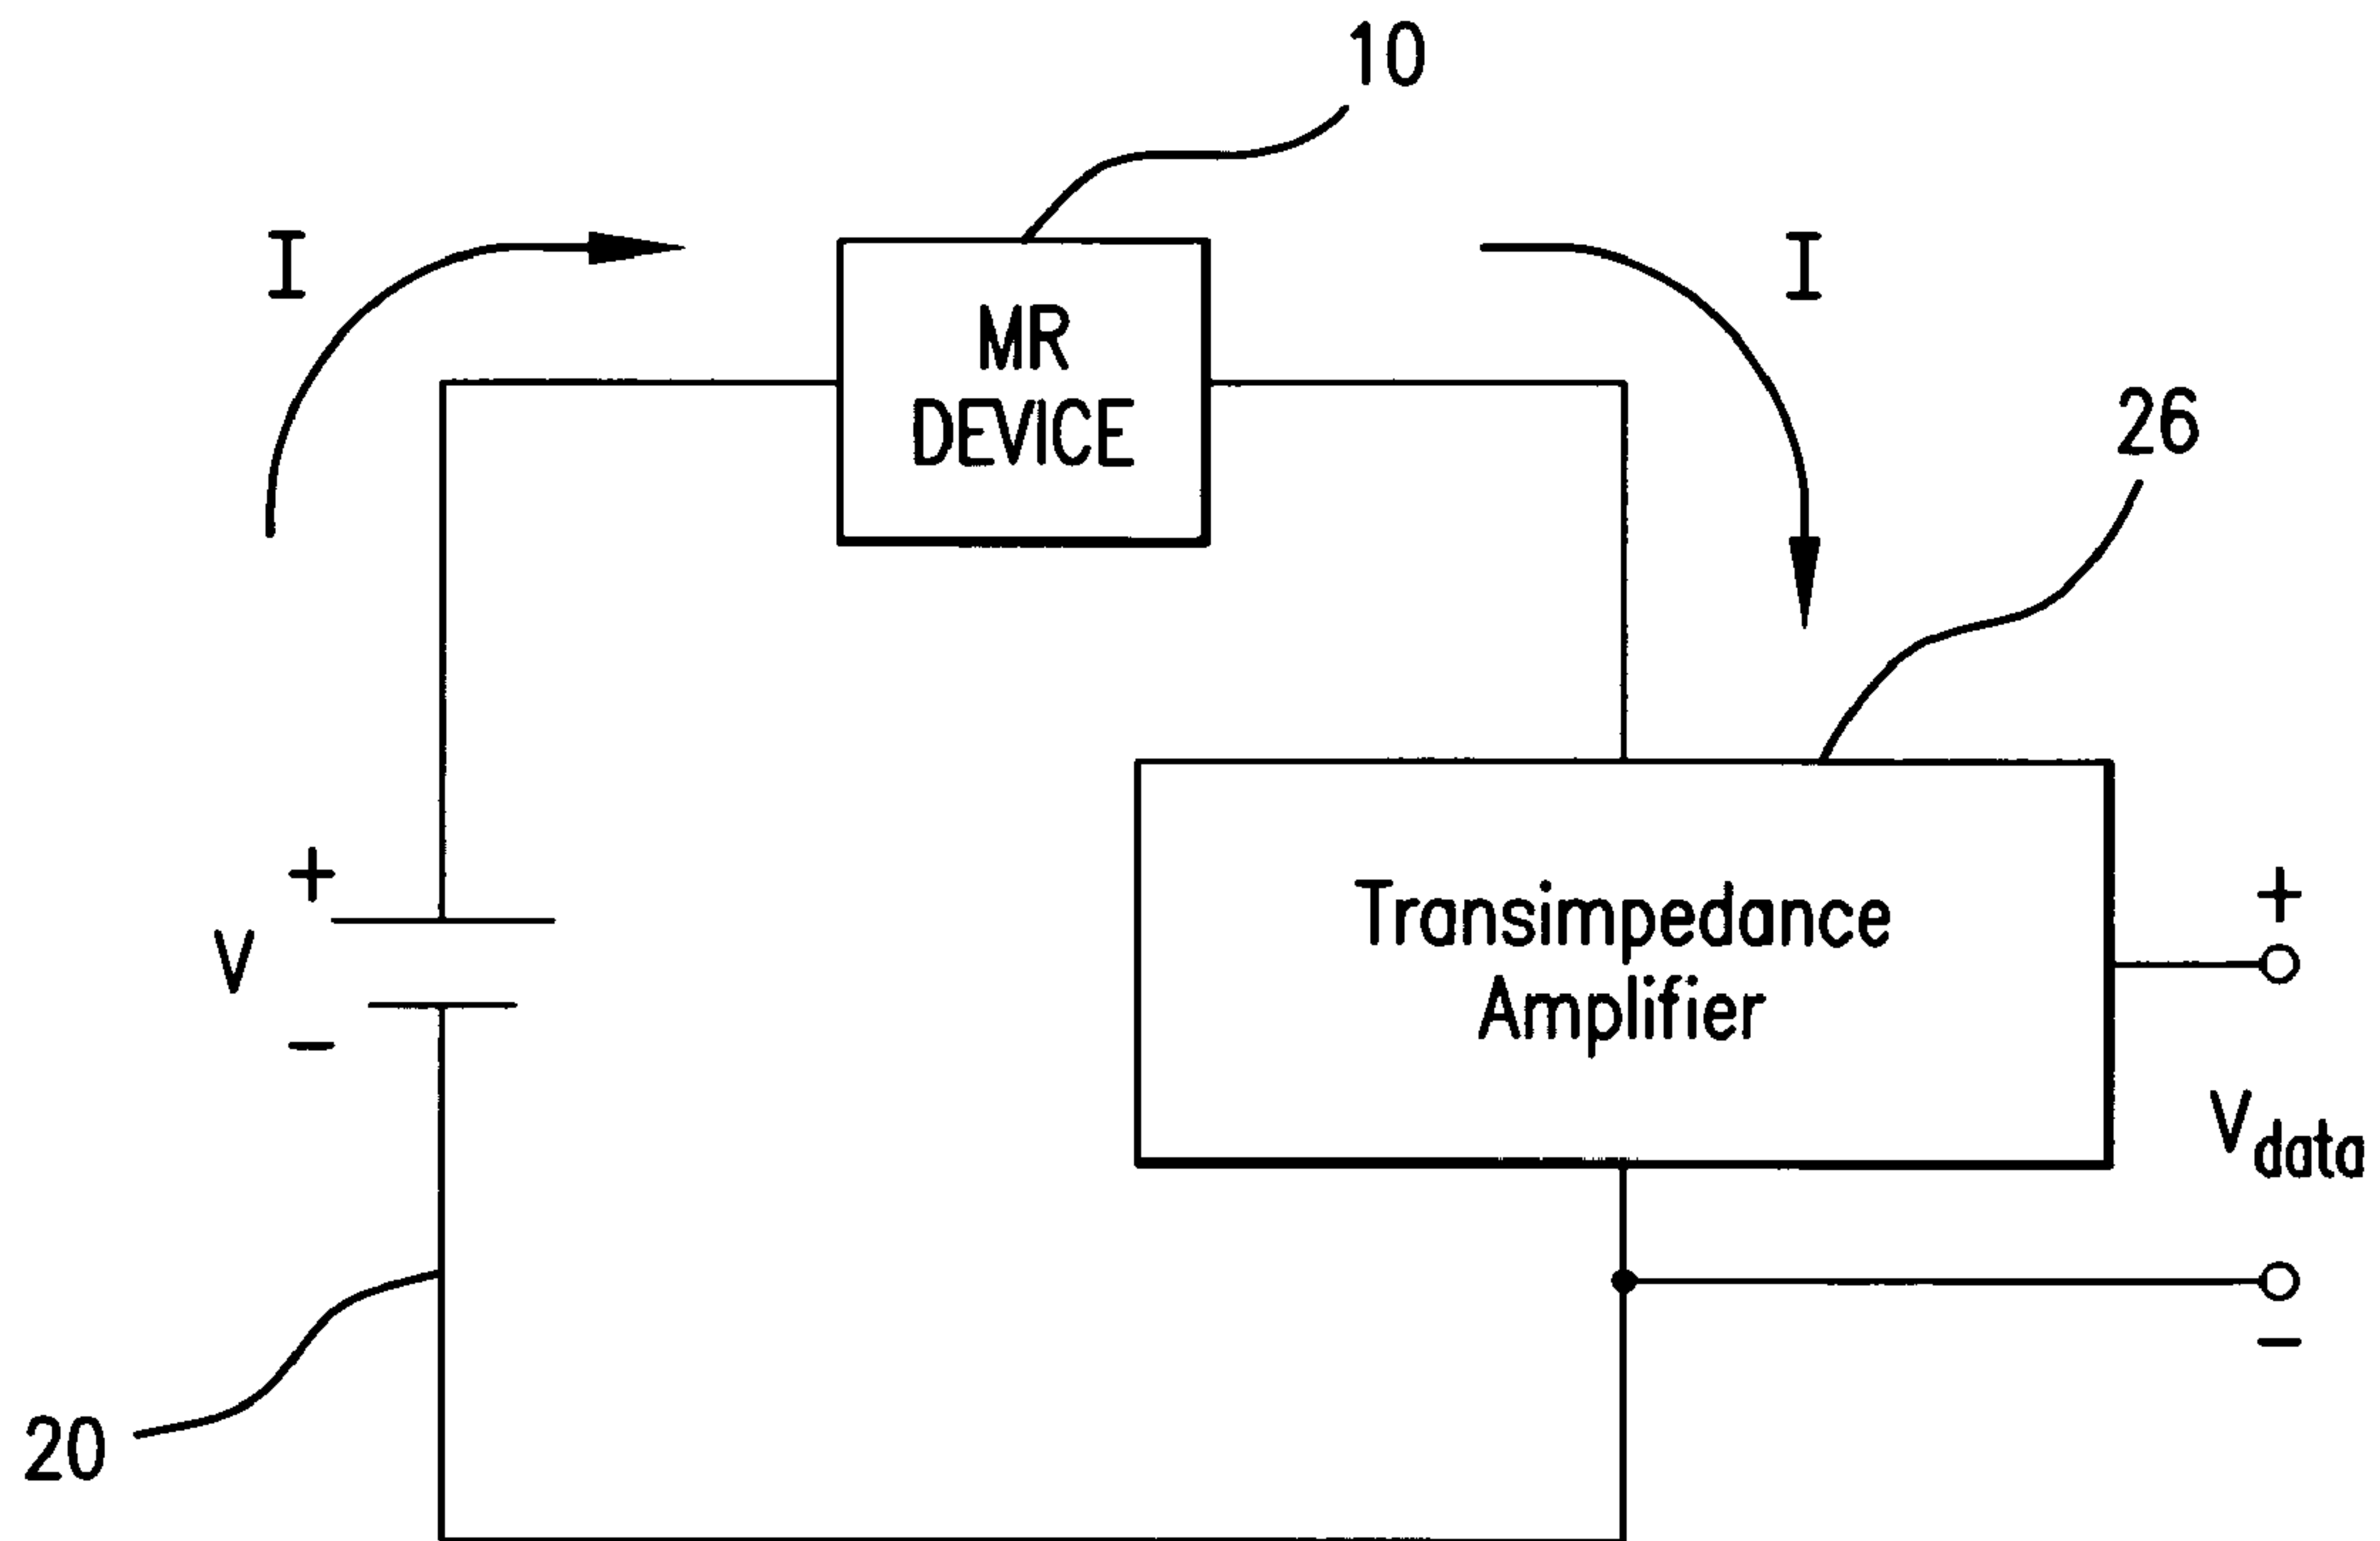 10
I
I
MR
DEVICE
26
+
V
−
Transimpedance
Amplifier
+
Vdata
−
20